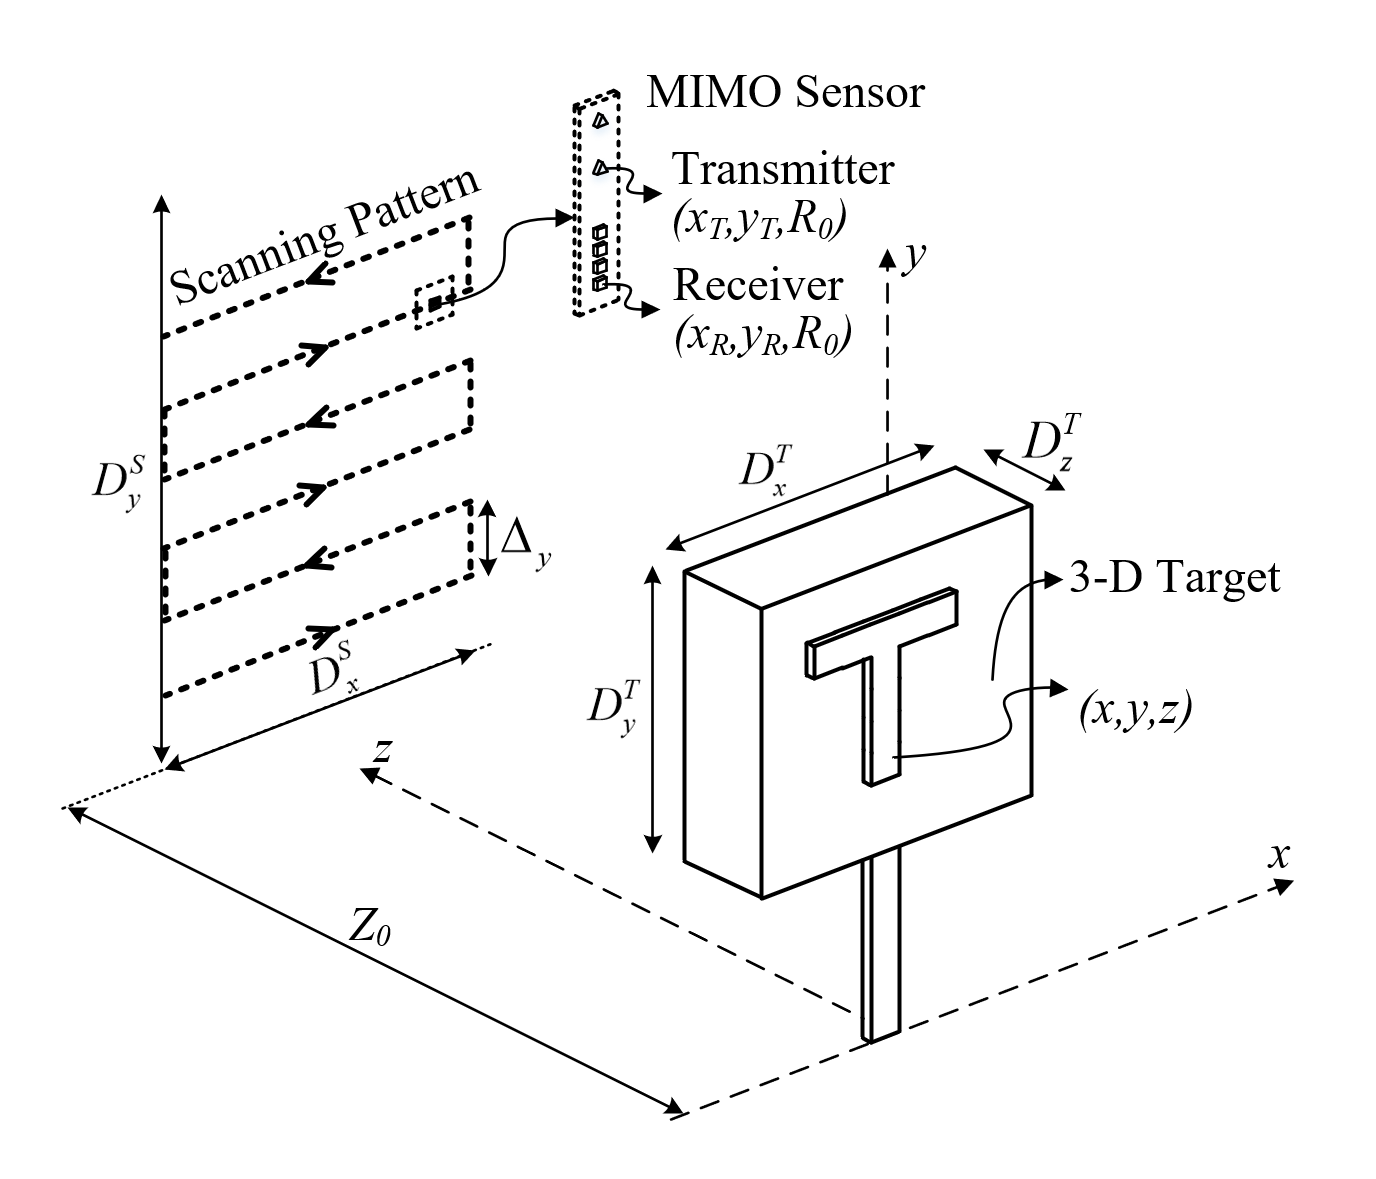 MIMO Sensor
Transmitter
(x_T,y_T,R_0)
Receiver
(x_R,y_R,R_0)
Scanning Pattern
y
D_y^S
D_x^T
D_z^T
Δ_y
3-D Target
D_x^S
D_y^T
(x,y,z)
z
x
Z_0